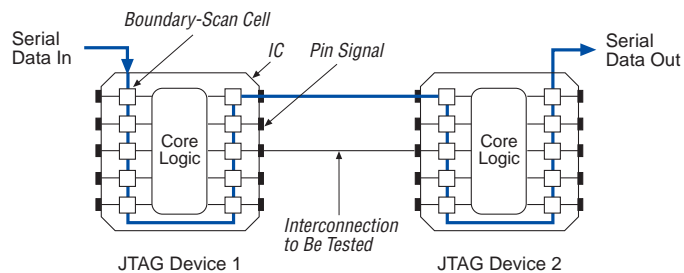 Boundary-Scan Cell
Serial
Data In
IC
Pin Signal
Serial
Data Out
Core
Logic
Core
Logic
Interconnection
to Be Tested
JTAG Device 1
JTAG Device 2